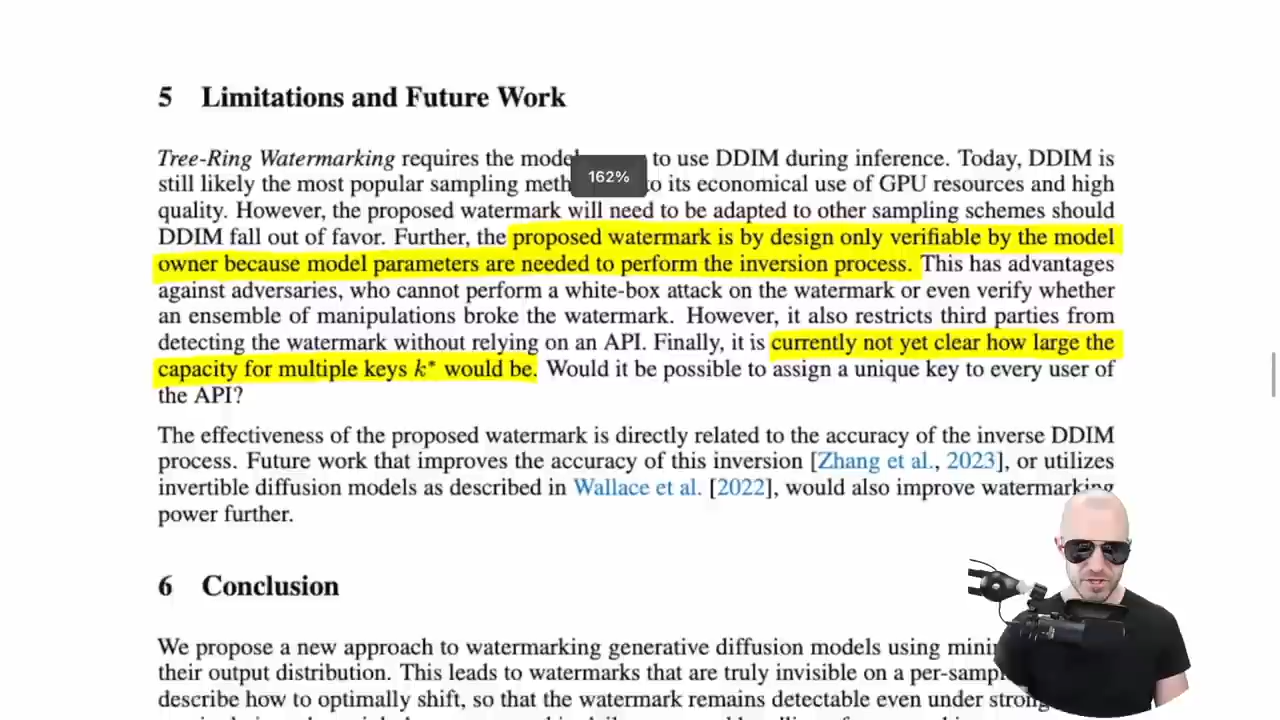 5 Limitations and Future Work
Tree-Ring Watermarking requires the model to use DDIM during inference. Today, DDIM is
162%
still likely the most popular sampling its economical use of GPU resources and high
quality. However, the proposed watermark will need to be adapted to other sampling schemes should
DDIM fall out of favor. Further, the proposed watermark is by design only verifiable by the model
owner because model parameters are needed to perform the inversion process. This has advantages
against adversaries, who cannot perform a white-box attack on the watermark or even verify whether
an ensemble of manipulations broke the watermark. However, it also restricts third parties from
detecting the watermark without relying on an API. Finally, it is currently not yet clear how large the
capacity for multiple keys k* would be. Would it be possible to assign a unique key to every user of
the API?
The effectiveness of the proposed watermark is directly related to the accuracy of the inverse DDIM
process. Future work that improves the accuracy of this inversion [Zhang et al., 2023], or utilizes
invertible diffusion models as described in Wallace et al. [2022], would also improve watermarking
power further.
6 Conclusion
We propose a new approach to watermarking generative diffusion models using
their output distribution. This leads to watermarks that are truly invisible on a
describe how to optimally shift, so that the watermark remains detectable even under strong